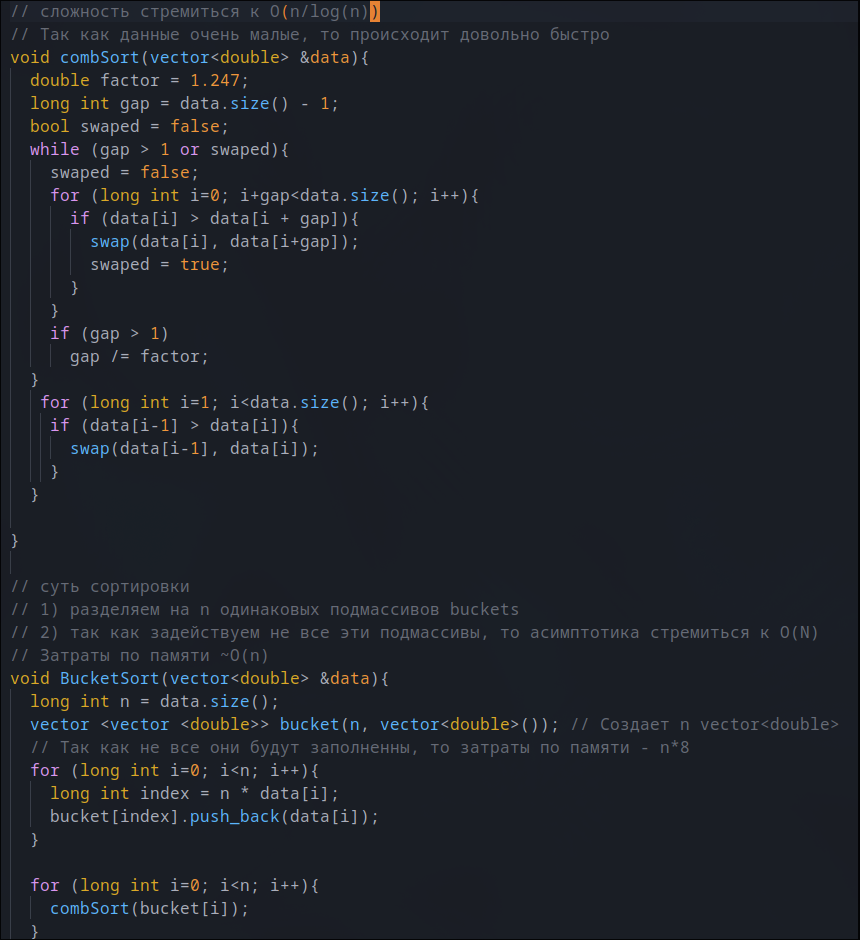 // сложность стремиться к O(n/log(n))
// Так как данные очень малые, то происходит довольно быстро
void combSort(vector<double> &data){
  double factor = 1.247;
  long int gap = data.size() - 1;
  bool swaped = false;
  while (gap > 1 or swaped){
    swaped = false;
    for (long int i=0; i+gap<data.size(); i++){
      if (data[i] > data[i + gap]){
        swap(data[i], data[i+gap]);
        swaped = true;
      }
    }
    if (gap > 1)
      gap /= factor;
  }
   for (long int i=1; i<data.size(); i++){
    if (data[i-1] > data[i]){
      swap(data[i-1], data[i]);
    }
  }
}
// суть сортировки
// 1) разделяем на n одинаковых подмассивов buckets
// 2) так как задействуем не все эти подмассивы, то асимптотика стремиться к O(N)
// Затраты по памяти ~O(n)
void BucketSort(vector<double> &data){
  long int n = data.size();
  vector <vector <double>> bucket(n, vector<double>()); // Создает n vector<double>
  // Так как не все они будут заполненны, то затраты по памяти - n*8
  for (long int i=0; i<n; i++){
    long int index = n * data[i];
    bucket[index].push_back(data[i]);
  }
  for (long int i=0; i<n; i++){
    combSort(bucket[i]);
  }